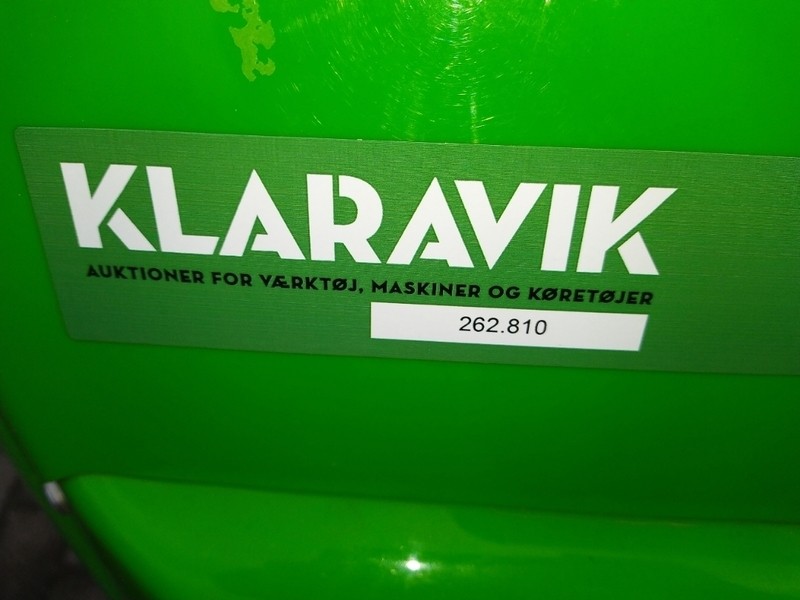 KLARAVIK
AUKTIONER FOR VÆRKTØJ, MASKINER OG KØRETØJER
262.810